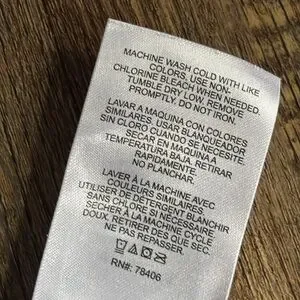 MACHINE WASH COLD WITH LIKE
COLORS. USE NON-
CHLORINE BLEACH WHEN NEEDED.
TUMBLE DRY LOW. REMOVE
PROMPTLY. DO NOT IRON.
LAVAR A MAQUINA CON COLORES
SIMILARES. USAR BLANQUEADOR
SIN CLORO CUANDO SE NECESITE.
SECAR EN MAQUINA A
TEMPERATURA BAJA. RETIRAR
RAPIDAMENTE.
NO PLANCHAR.
LAVER À LA MACHINE AVEC
COULEURS SIMILAIRES.
UTILISER DE DETERGENT BLANCHIR
SANS CHLORE SI NÉCESSAIRE
SÉCHER À LA MACHINE CYCLE
DOUX. RETIRER DES QUE SEC.
NE PAS REPASSER.
RN#: 78406